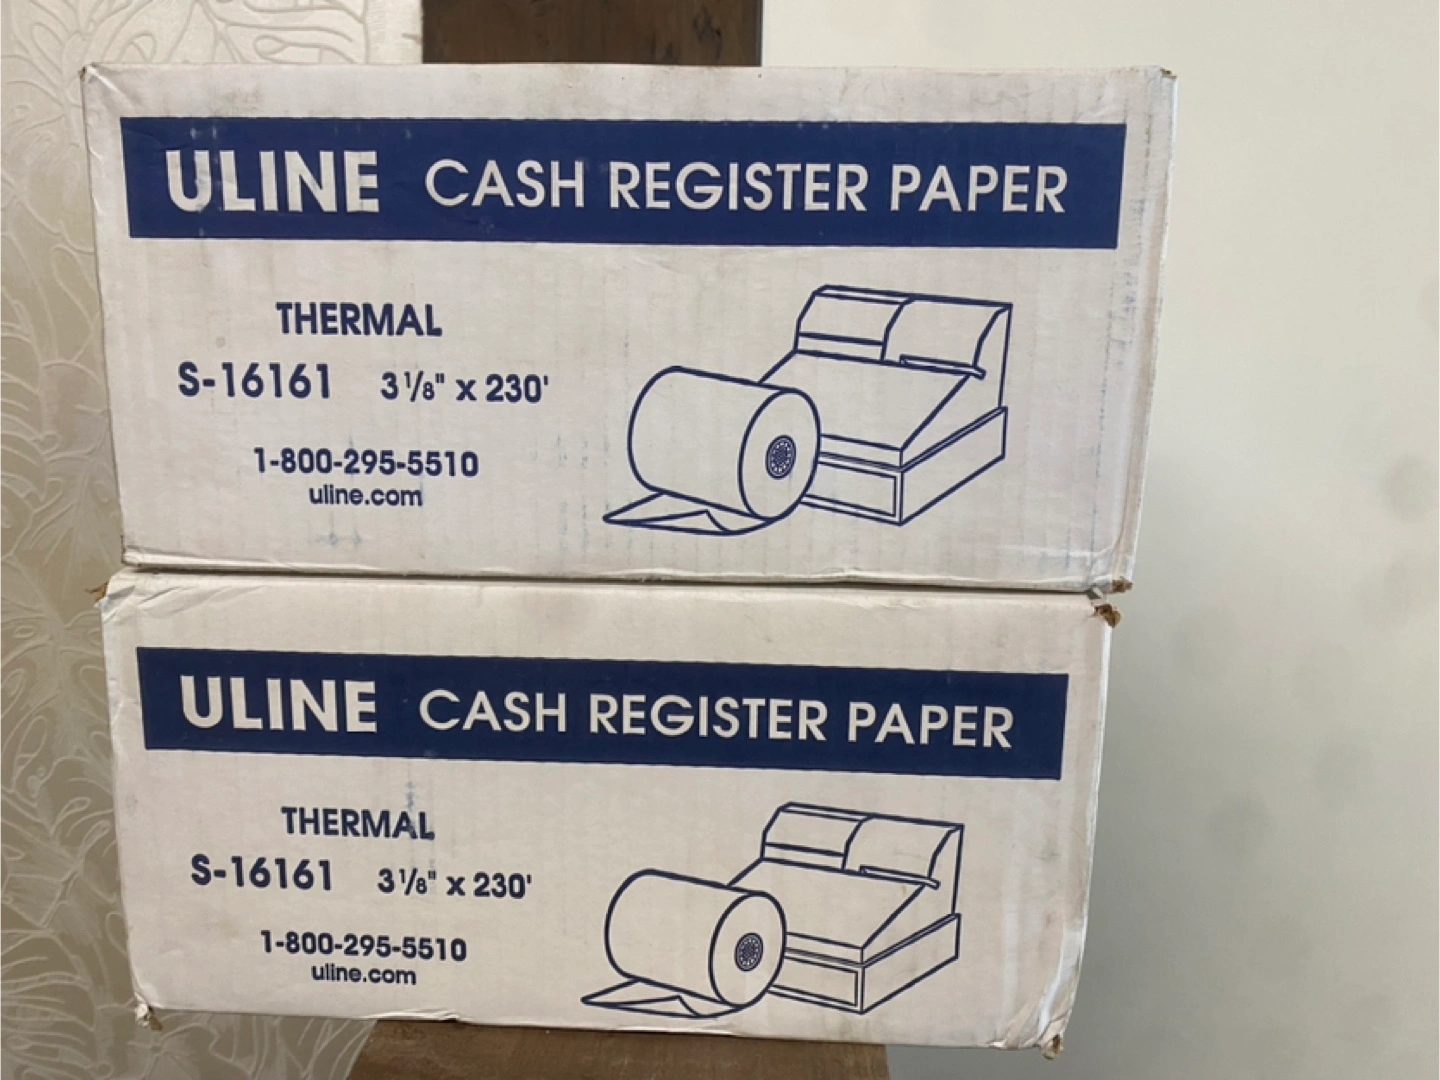 ULINE CASH REGISTER PAPER
THERMAL
S-16161 3 1/8" x 230'
1-800-295-5510
uline.com
ULINE CASH REGISTER PAPER
THERMAL
S-16161 3 1/8" x 230'
1-800-295-5510
uline.com